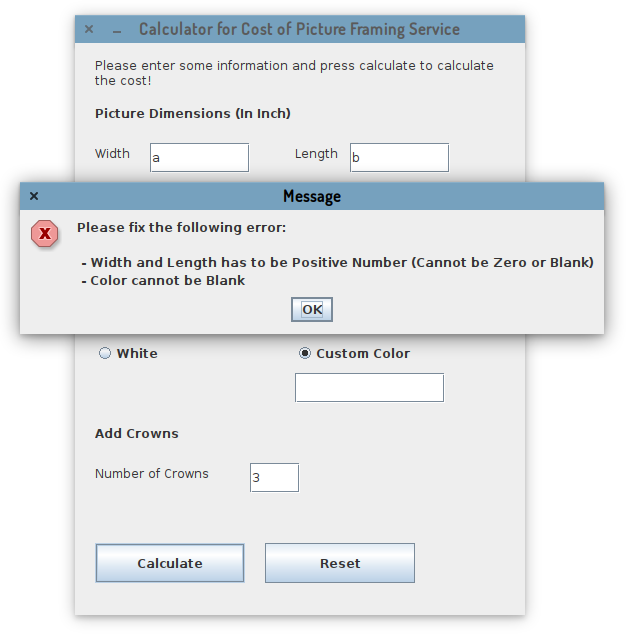 Calculator for Cost of Picture Framing Service
Please enter some information and press calculate to calculate
the cost!
Picture Dimensions (In Inch)
Width a Length b
Message
Please fix the following error:
- Width and Length has to be Positive Number (Cannot be Zero or Blank)
- Color cannot be Blank
OK
White Custom Color
Add Crowns
Number of Crowns 3
Calculate Reset